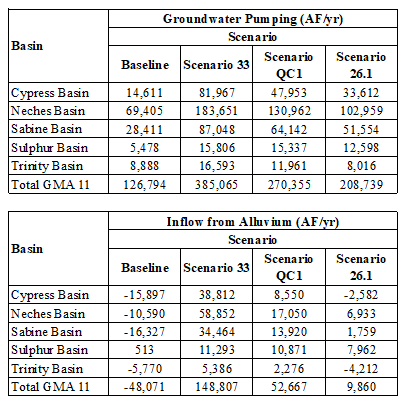 Groundwater Pumping (AF/yr)
Basin
Scenario
Baseline Scenario 33 Scenario QC1 Scenario 26.1
Cypress Basin 14,611 81,967 47,953 33,612
Neches Basin 69,405 183,651 130,962 102,959
Sabine Basin 28,411 87,048 64,142 51,554
Sulphur Basin 5,478 15,806 15,337 12,598
Trinity Basin 8,888 16,593 11,961 8,016
Total GMA 11 126,794 385,065 270,355 208,739
Inflow from Alluvium (AF/yr)
Basin
Scenario
Baseline Scenario 33 Scenario QC1 Scenario 26.1
Cypress Basin -15,897 38,812 8,550 -2,582
Neches Basin -10,590 58,852 17,050 6,933
Sabine Basin -16,327 34,464 13,920 1,759
Sulphur Basin 513 11,293 10,871 7,962
Trinity Basin -5,770 5,386 2,276 -4,212
Total GMA 11 -48,071 148,807 52,667 9,860